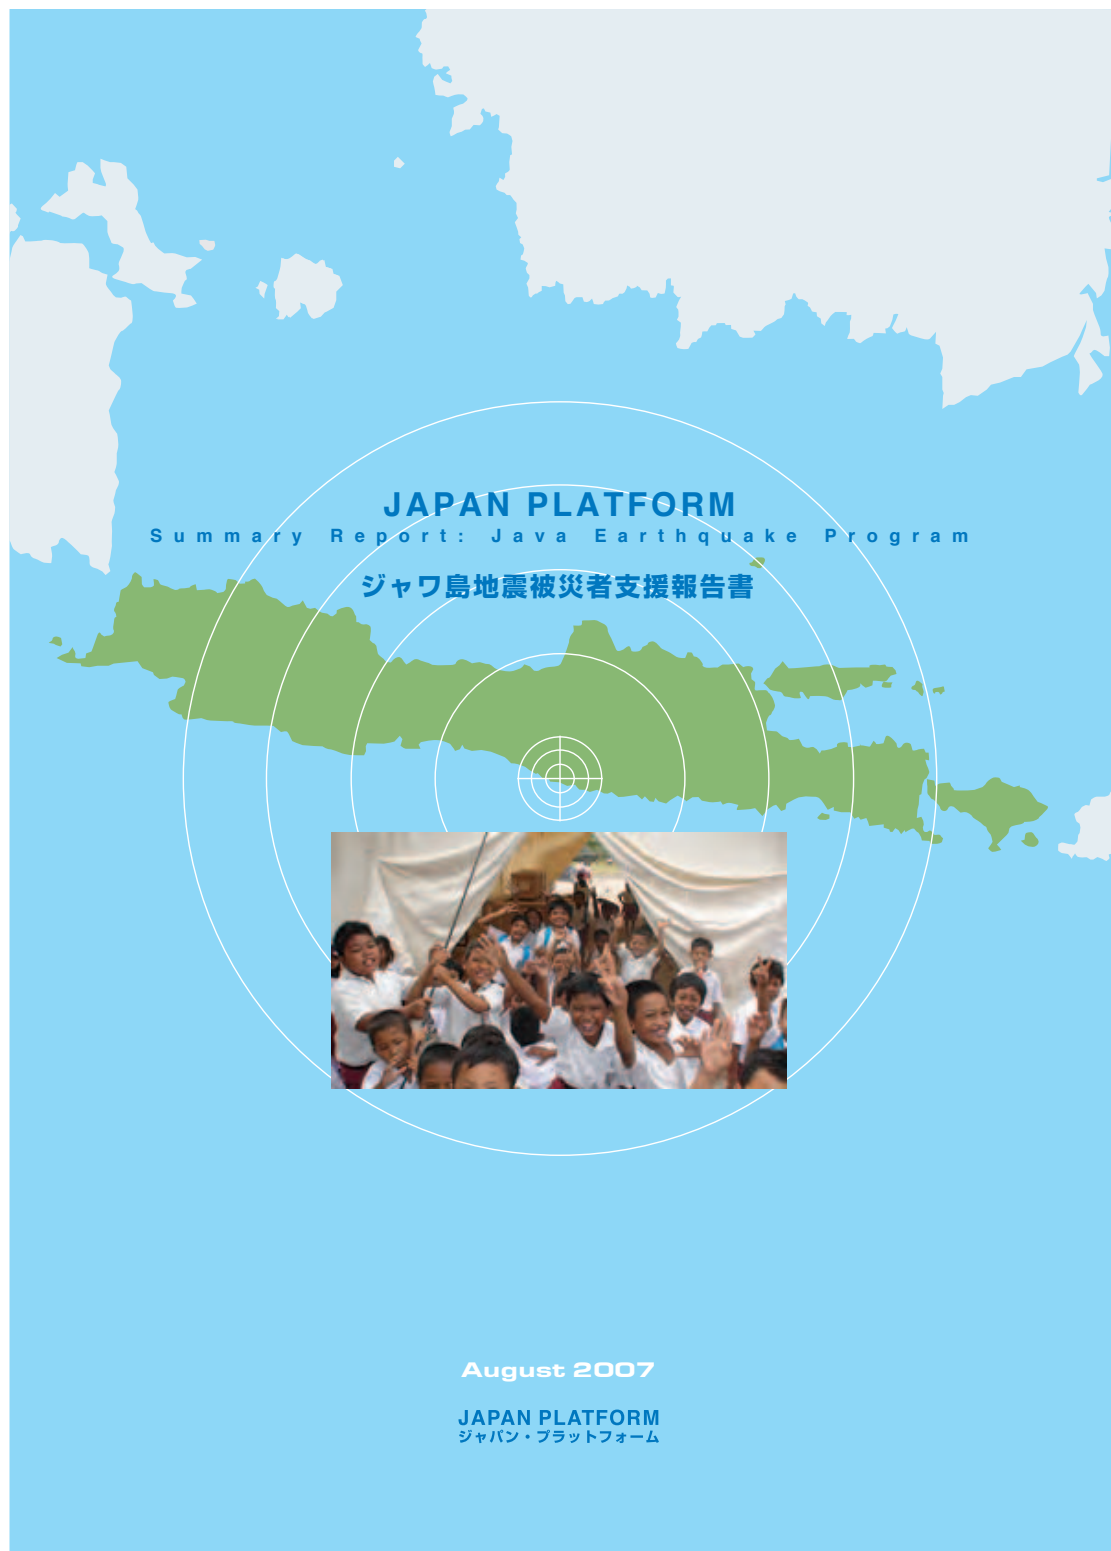 JAPAN PLATFORM
Summary Report: Java Earthquake Program
ジャワ島地震被災者支援報告書
August 2007
JAPAN PLATFORM
ジャパン・プラットフォーム